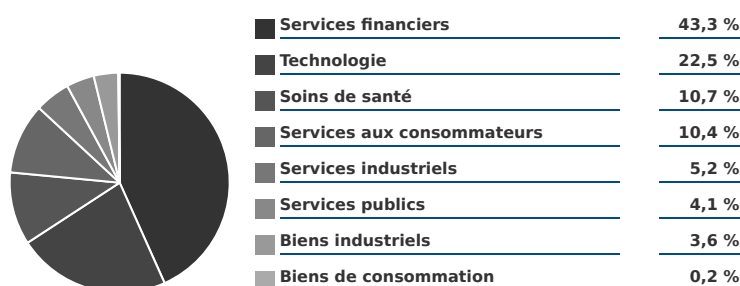 Services financiers 43,3 %
Technologie 22,5 %
Soins de santé 10,7 %
Services aux consommateurs 10,4 %
Services industriels 5,2 %
Services publics 4,1 %
Biens industriels 3,6 %
Biens de consommation 0,2 %